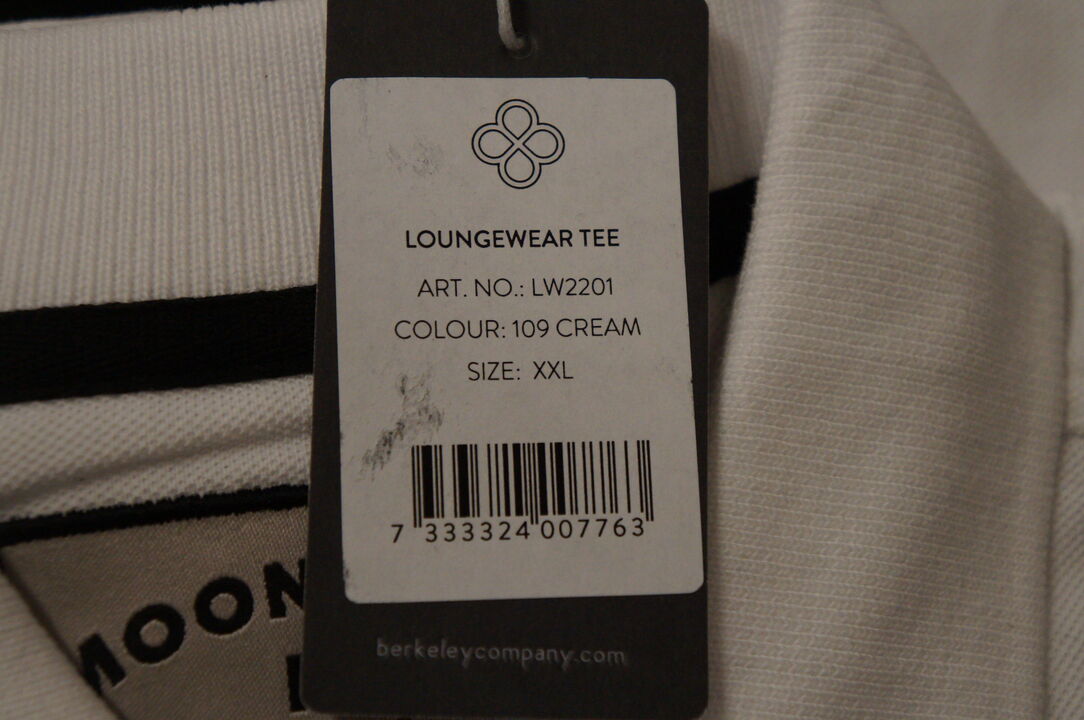 LOUNGEWEAR TEE
ART. NO.: LW2201
COLOUR: 109 CREAM
SIZE: XXL
7 333324 007763
berkeleycompany.com
MOON